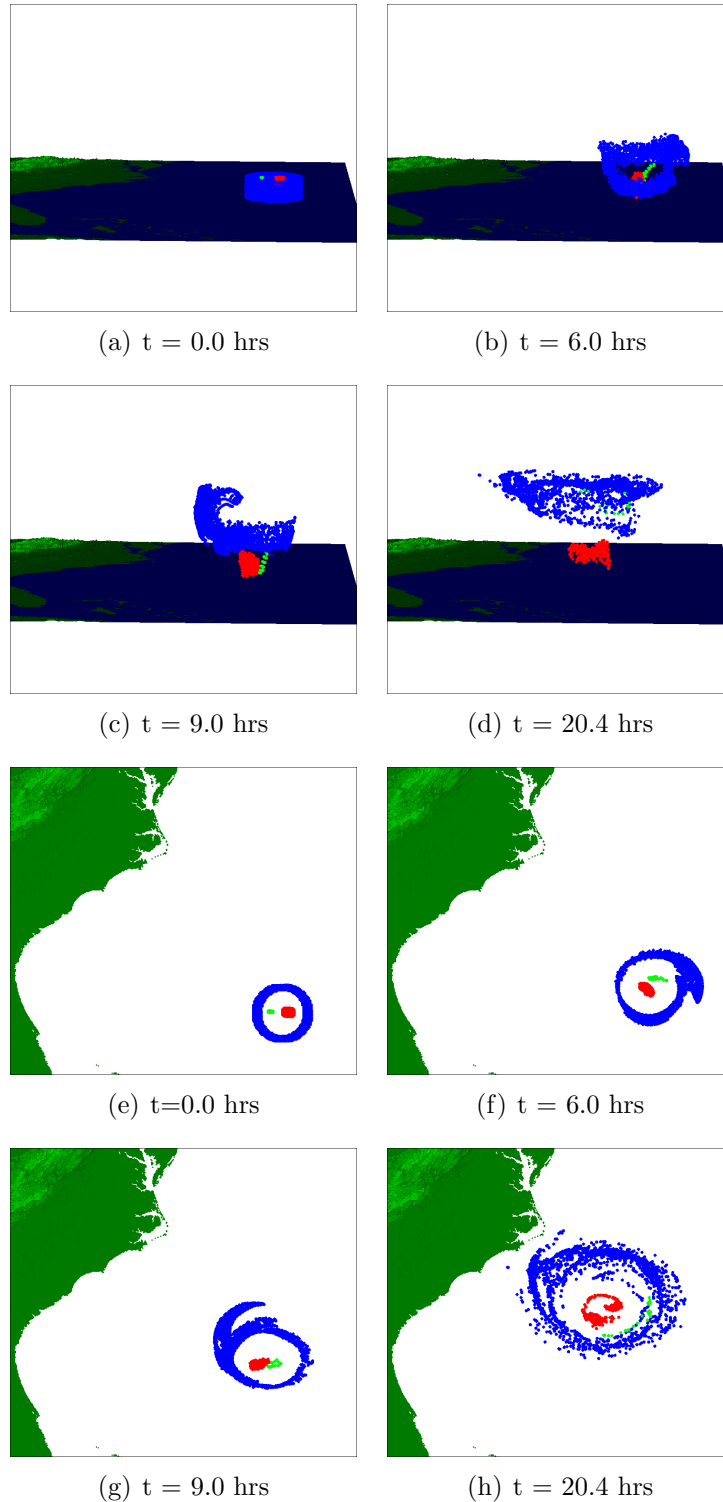 (a) t = 0.0 hrs
(b) t = 6.0 hrs
(c) t = 9.0 hrs
(d) t = 20.4 hrs
(e) t=0.0 hrs
(f) t = 6.0 hrs
(g) t = 9.0 hrs
(h) t = 20.4 hrs